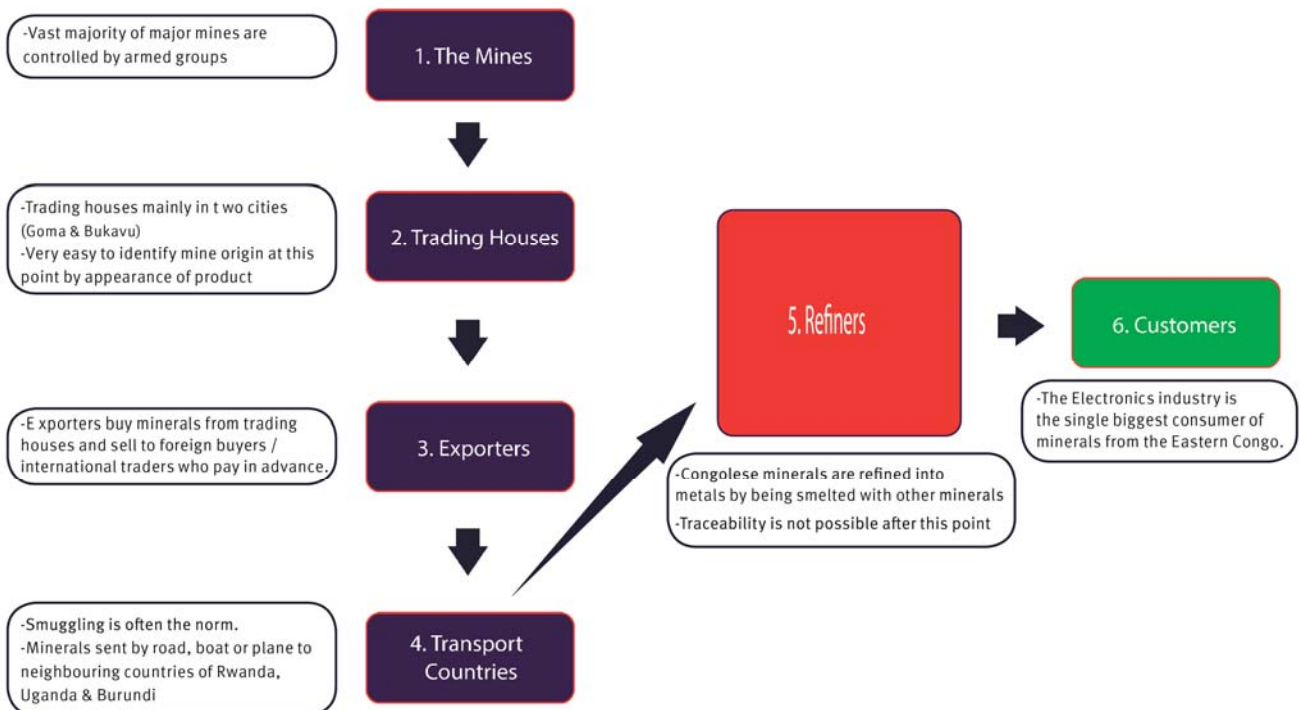 -Vast majority of major mines are
controlled by armed groups
1. The Mines
-Trading houses mainly in t wo cities
(Goma & Bukavu)
-Very easy to identify mine origin at this
point by appearance of product
2. Trading Houses
-E xporters buy minerals from trading
houses and sell to foreign buyers /
international traders who pay in advance.
3. Exporters
-Smuggling is often the norm.
-Minerals sent by road, boat or plane to
neighbouring countries of Rwanda,
Uganda & Burundi
4. Transport
Countries
5. Refiners
-Congolese minerals are refined into
metals by being smelted with other minerals
-Traceability is not possible after this point
6. Customers
-The Electronics industry is
the single biggest consumer of
minerals from the Eastern Congo.